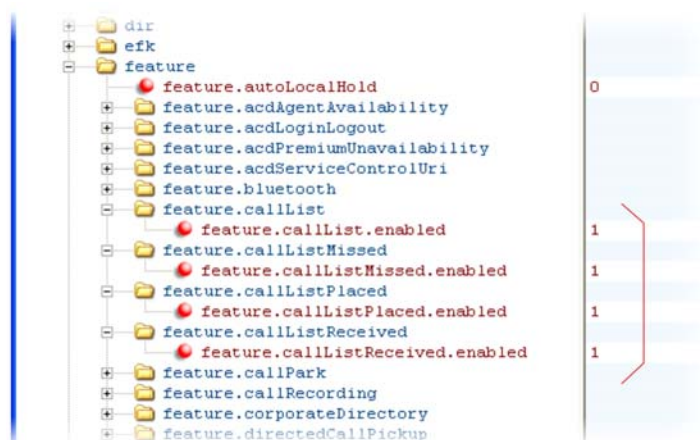 dir
efk
feature
feature.autoLocalHold 0
feature.acdAgentAvailability
feature.acdLoginLogout
feature.acdPremiumUnavailability
feature.acdServiceControlUri
feature.bluetooth
feature.callList
feature.callList.enabled 1
feature.callListMissed
feature.callListMissed.enabled 1
feature.callListPlaced
feature.callListPlaced.enabled 1
feature.callListReceived
feature.callListReceived.enabled 1
feature.callPark
feature.callRecording
feature.corporateDirectory
feature.directedCallPickup